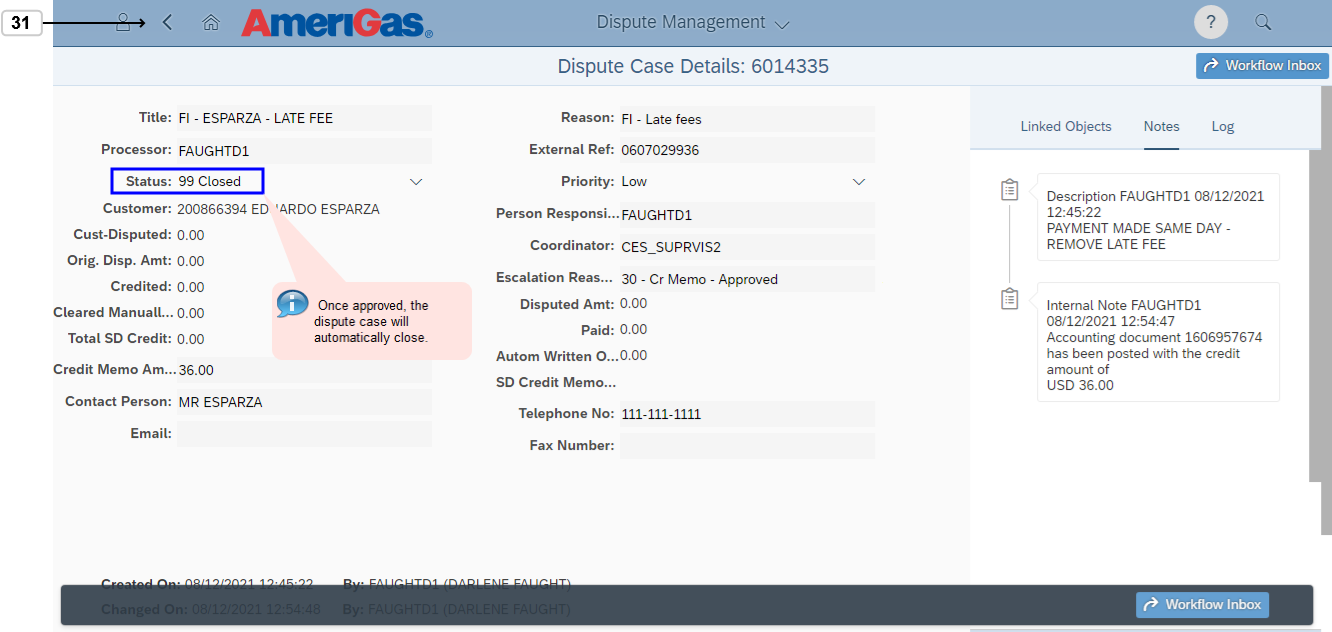 31
AmeriGas®
Dispute Management
?
Dispute Case Details: 6014335
Workflow Inbox
Title: FI - ESPARZA - LATE FEE
Processor: FAUGHTD1
Status: 99 Closed
Customer: 200866394 EDUARDO ESPARZA
Cust-Disputed: 0.00
Orig. Disp. Amt: 0.00
Credited: 0.00
Cleared Manuall... 0.00
Total SD Credit: 0.00
Credit Memo Am... 36.00
Contact Person: MR ESPARZA
Email:
Once approved, the
dispute case will
automatically close.
Reason: FI - Late fees
External Ref: 0607029936
Priority: Low
Person Responsi... FAUGHTD1
Coordinator: CES_SUPRVIS2
Escalation Reas... 30 - Cr Memo - Approved
Disputed Amt: 0.00
Paid: 0.00
Autom Written O... 0.00
SD Credit Memo...
Telephone No: 111-111-1111
Fax Number:
Linked Objects Notes Log
Description FAUGHTD1 08/12/2021
12:45:22
PAYMENT MADE SAME DAY -
REMOVE LATE FEE
Internal Note FAUGHTD1
08/12/2021 12:54:47
Accounting document 1606957674
has been posted with the credit
amount of
USD 36.00
Created On: 08/12/2021 12:45:22 By: FAUGHTD1 (DARLENE FAUGHT)
Changed On: 08/12/2021 12:54:48 By: FAUGHTD1 (DARLENE FAUGHT)
Workflow Inbox